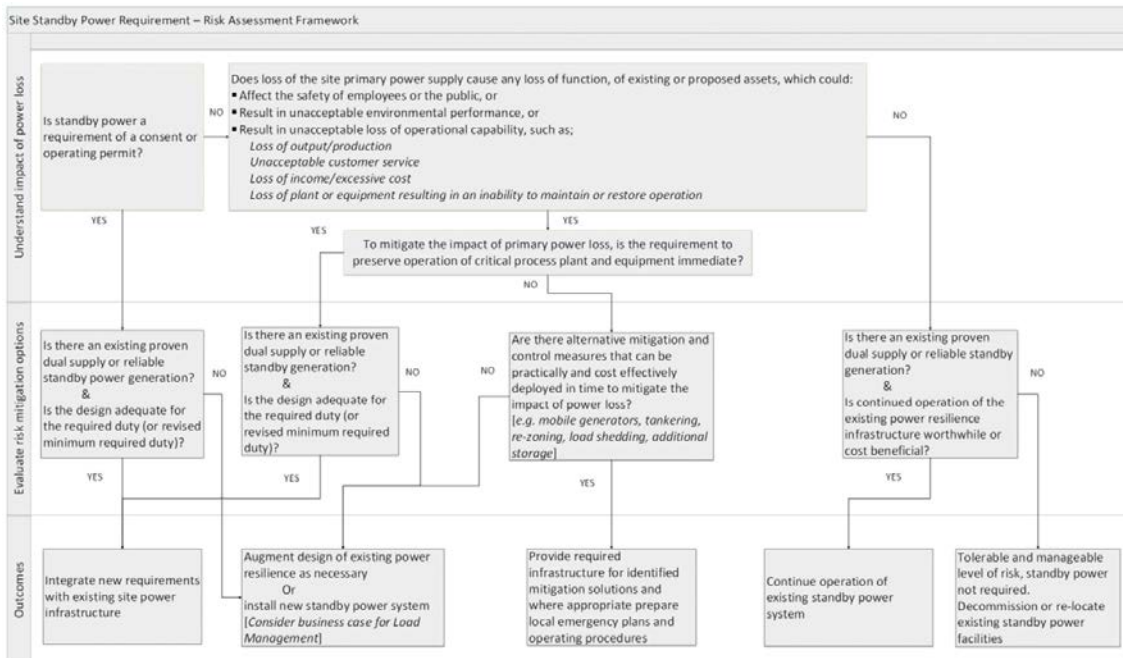 Site Standby Power Requirement – Risk Assessment Framework
Understand impact of power loss
Is standby power a
requirement of a consent or
operating permit?
NO
Does loss of the site primary power supply cause any loss of function, of existing or proposed assets, which could:
▪ Affect the safety of employees or the public, or
▪ Result in unacceptable environmental performance, or
▪ Result in unacceptable loss of operational capability, such as;
Loss of output/production
Unacceptable customer service
Loss of income/excessive cost
Loss of plant or equipment resulting in an inability to maintain or restore operation
NO
YES
YES
YES
To mitigate the impact of primary power loss, is the requirement to
preserve operation of critical process plant and equipment immediate?
NO
Evaluate risk mitigation options
Is there an existing proven
dual supply or reliable
standby power generation?
&
Is the design adequate for
the required duty (or revised
minimum required duty)?
NO
YES
Is there an existing proven
dual supply or reliable
standby generation?
&
Is the design adequate for
the required duty (or
revised minimum required
duty)?
NO
YES
NO
Are there alternative mitigation and
control measures that can be
practically and cost effectively
deployed in time to mitigate the
impact of power loss?
[e.g. mobile generators, tankering,
re-zoning, load shedding, additional
storage]
YES
Is there an existing proven
dual supply or reliable standby
generation?
&
Is continued operation of the
existing power resilience
infrastructure worthwhile or
cost beneficial?
NO
YES
Outcomes
Integrate new requirements
with existing site power
infrastructure
Augment design of existing power
resilience as necessary
Or
install new standby power system
[Consider business case for Load
Management]
Provide required
infrastructure for identified
mitigation solutions and
where appropriate prepare
local emergency plans and
operating procedures
Continue operation of
existing standby power
system
Tolerable and manageable
level of risk, standby power
not required.
Decommission or re-locate
existing standby power
facilities